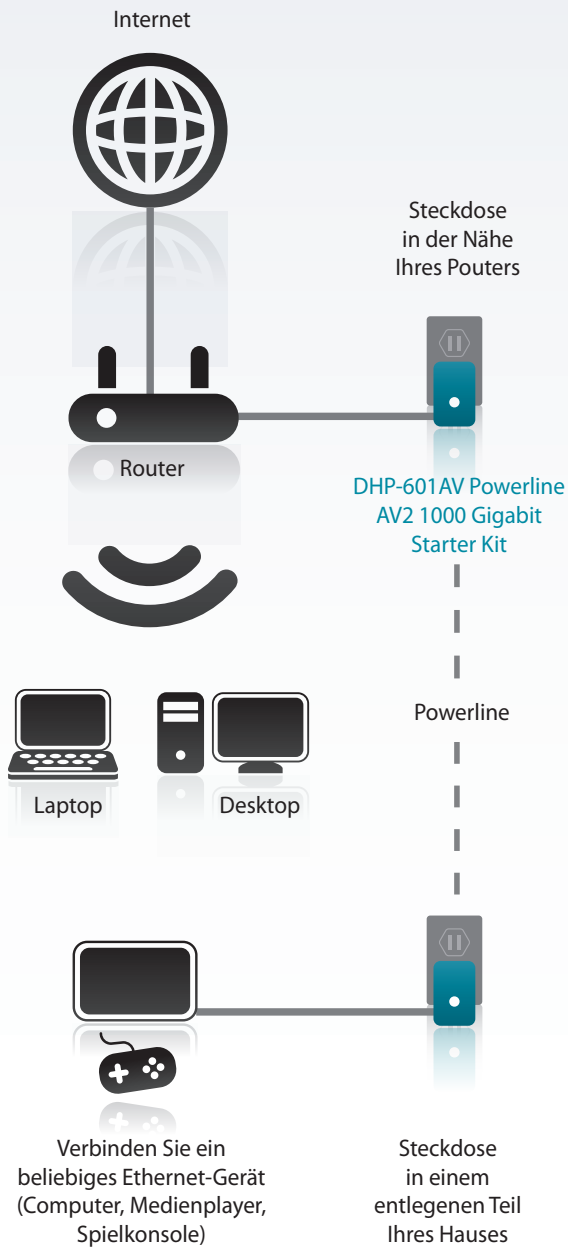 Internet
Steckdose
in der Nähe
Ihres Pouters
Router
DHP-601AV Powerline
AV2 1000 Gigabit
Starter Kit
Powerline
Laptop
Desktop
Verbinden Sie ein
beliebiges Ethernet-Gerät
(Computer, Medienplayer,
Spielkonsole)
Steckdose
in einem
entlegenen Teil
Ihres Hauses